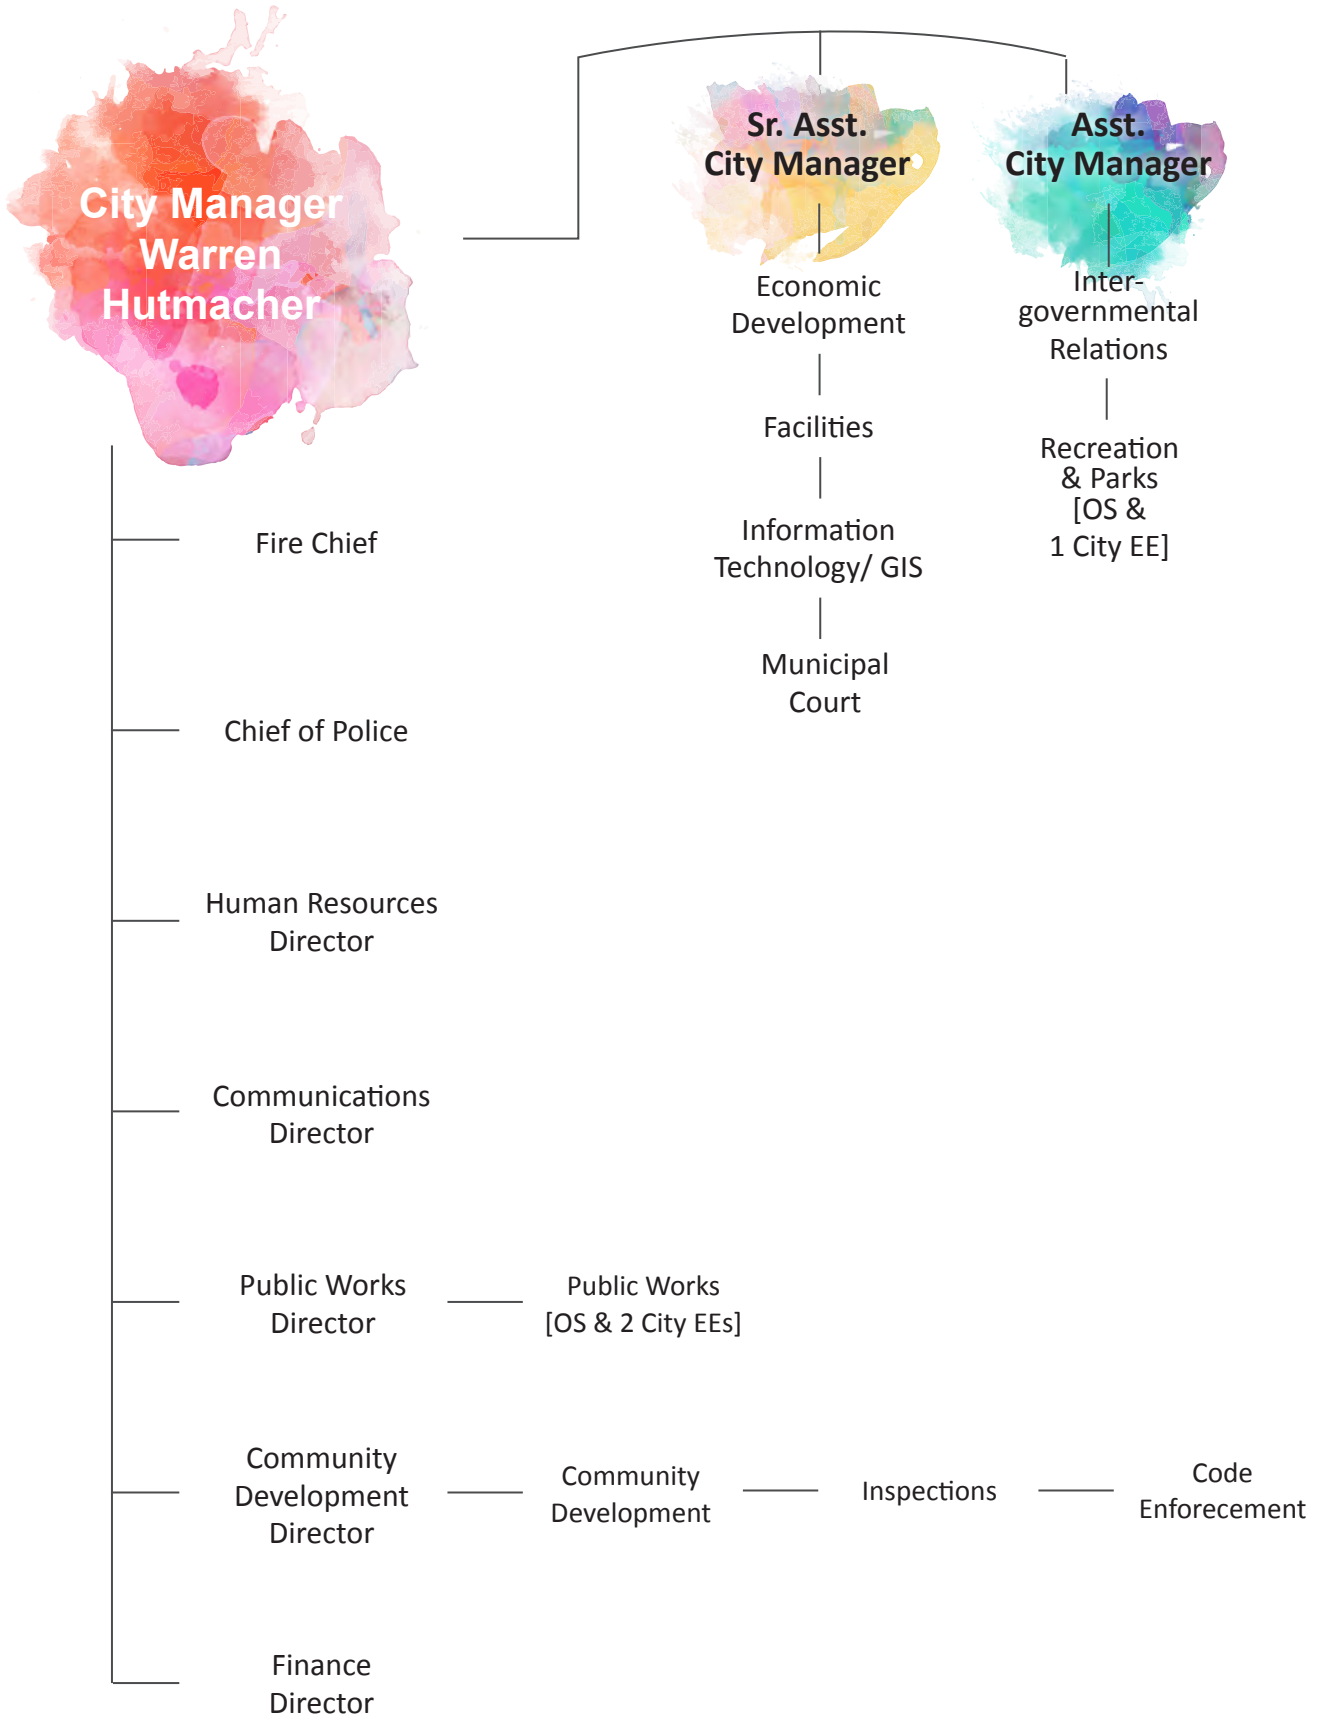 City Manager
Warren
Hutmacher
Sr. Asst.
City Manager
Economic
Development
Facilities
Information
Technology/ GIS
Municipal
Court
Asst.
City Manager
Inter-
governmental
Relations
Recreation
& Parks
[OS &
1 City EE]
Fire Chief
Chief of Police
Human Resources
Director
Communications
Director
Public Works
Director
Public Works
[OS & 2 City EEs]
Community
Development
Director
Community
Development
Inspections
Code
Enforecement
Finance
Director